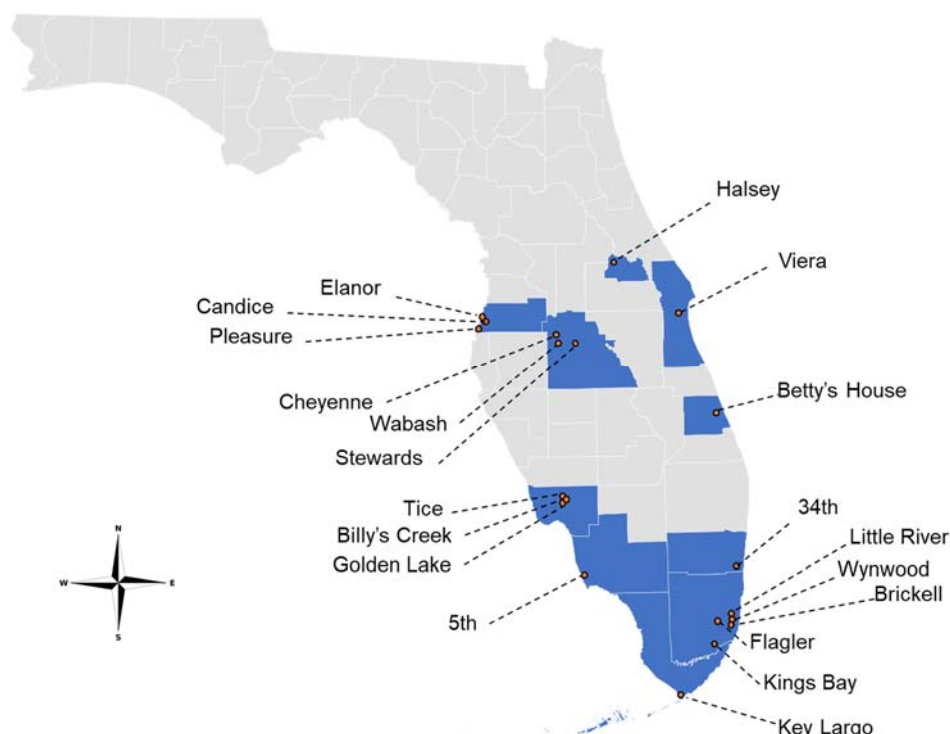 Halsey
Viera
Elanor
Candice
Pleasure
Cheyenne
Wabash
Stewards
Betty's House
Tice
Billy's Creek
Golden Lake
5th
34th
Little River
Wynwood
Brickell
Flagler
Kings Bay
Key Largo
N
W
E
S